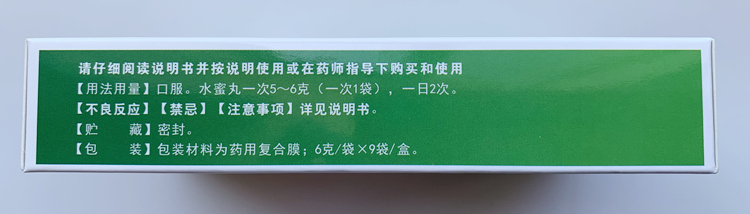 请仔细阅读说明书并按说明使用或在药师指导下购买和使用
【用法用量】口服。水蜜丸一次5～6克（一次1袋），一日2次。
【不良反应】【禁忌】【注意事项】详见说明书。
【贮　　藏】密封。
【包　　装】包装材料为药用复合膜；6克/袋×9袋/盒。